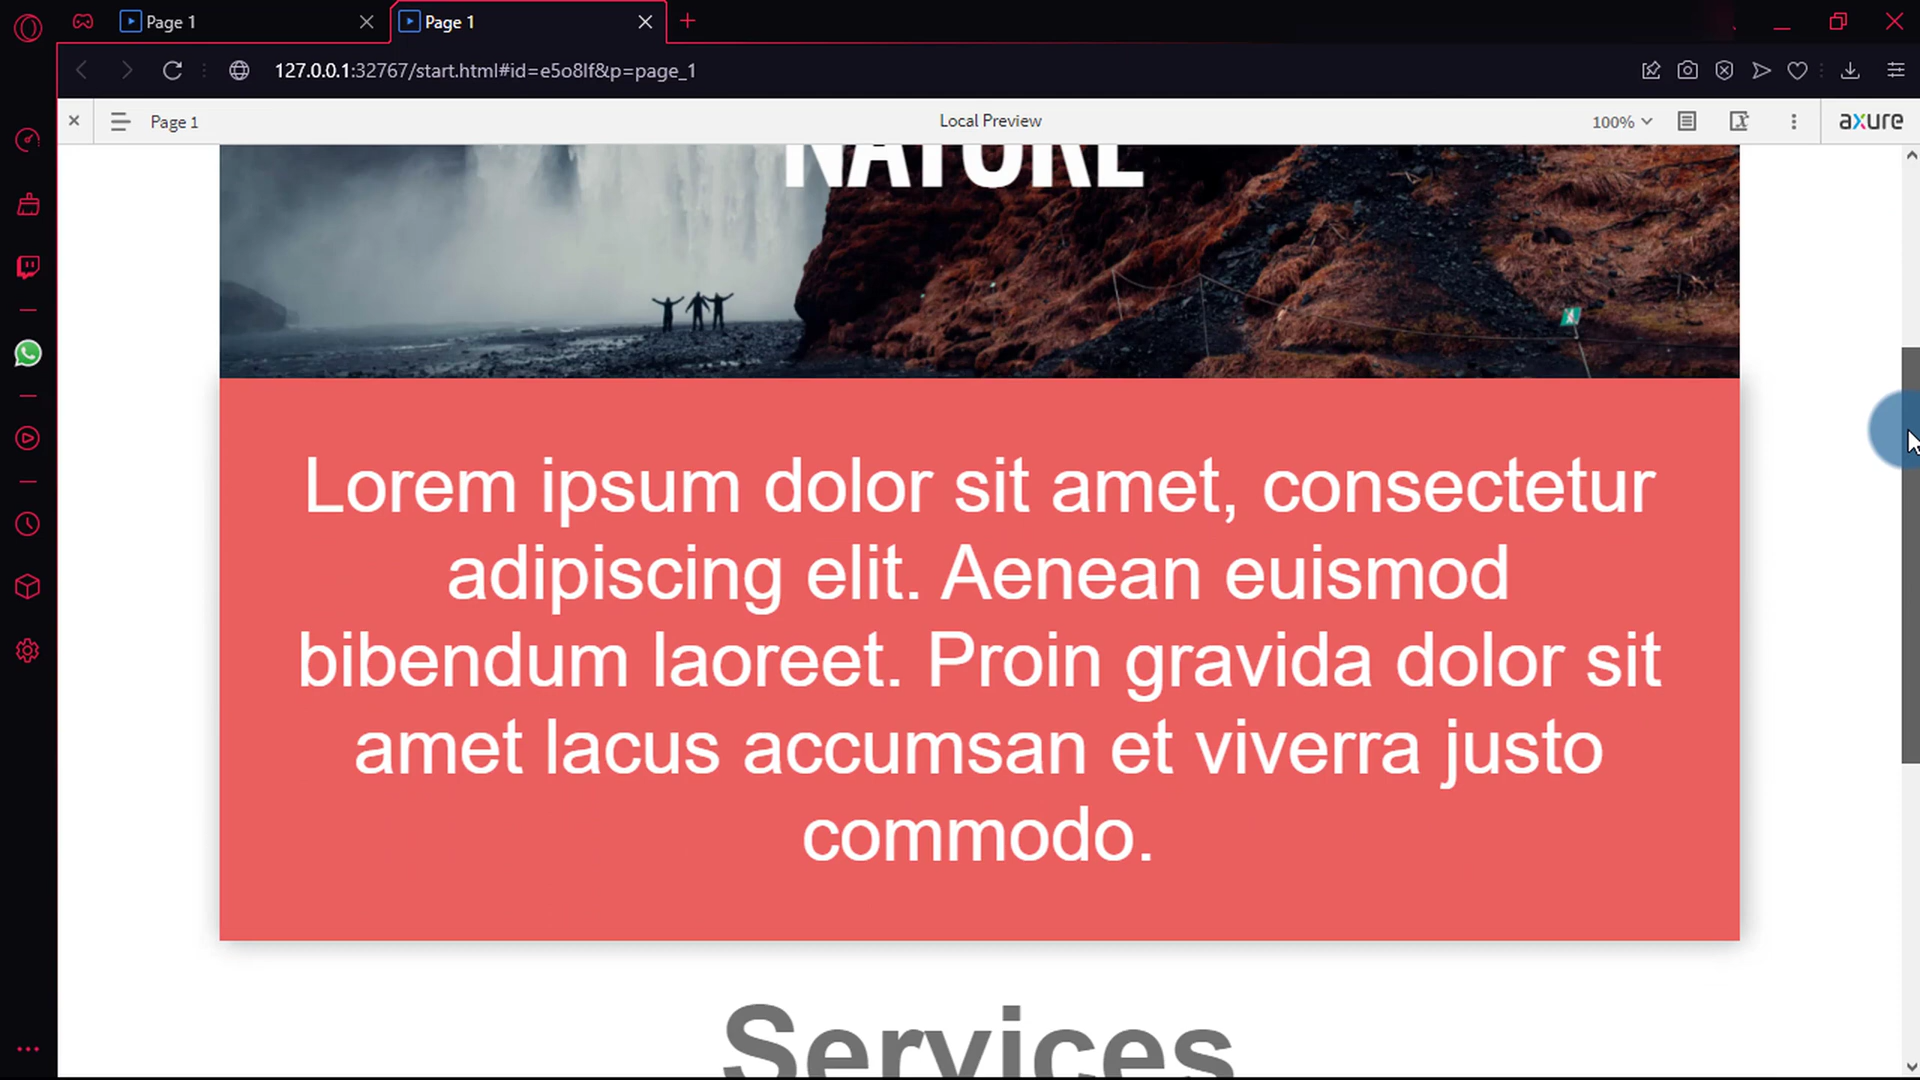 Page 1
Page 1
127.0.0.1:32767/start.html#id=e5o8lf&p=page_1
Page 1
Local Preview
100%
axure
NATURE
Lorem ipsum dolor sit amet, consectetur
adipiscing elit. Aenean euismod
bibendum laoreet. Proin gravida dolor sit
amet lacus accumsan et viverra justo
commodo.
Services